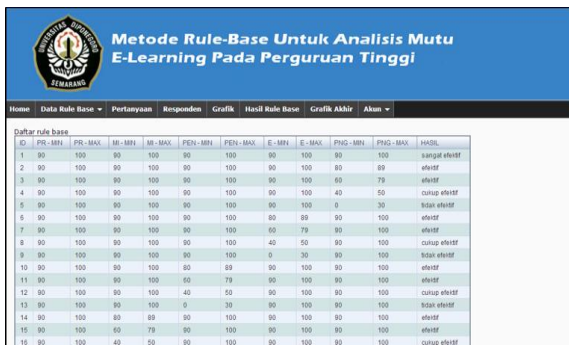 UNIVERSITAS DIPONEGORO
SEMARANG
Metode Rule-Base Untuk Analisis Mutu
E-Learning Pada Perguruan Tinggi
Home Data Rule Base Pertanyaan Responden Grafik Hasil Rule Base Grafik Akhir Akun
Daftar rule base
ID PR - MIN PR - MAX MI - MIN MI - MAX PEN - MIN PEN - MAX E - MIN E - MAX PNG - MIN PNG - MAX HASIL
1 90 100 90 100 90 100 90 100 90 100 sangat efektif
2 90 100 90 100 90 100 90 100 80 89 efektif
3 90 100 90 100 90 100 90 100 60 79 efektif
4 90 100 90 100 90 100 90 100 40 50 cukup efektif
5 90 100 90 100 90 100 90 100 0 30 tidak efektif
6 90 100 90 100 90 100 80 89 90 100 efektif
7 90 100 90 100 90 100 60 79 90 100 efektif
8 90 100 90 100 90 100 40 50 90 100 cukup efektif
9 90 100 90 100 90 100 0 30 90 100 tidak efektif
10 90 100 90 100 80 89 90 100 90 100 efektif
11 90 100 90 100 60 79 90 100 90 100 efektif
12 90 100 90 100 40 50 90 100 90 100 cukup efektif
13 90 100 90 100 0 30 90 100 90 100 tidak efektif
14 90 100 80 89 90 100 90 100 90 100 efektif
15 90 100 60 79 90 100 90 100 90 100 efektif
16 90 100 40 50 90 100 90 100 90 100 cukup efektif